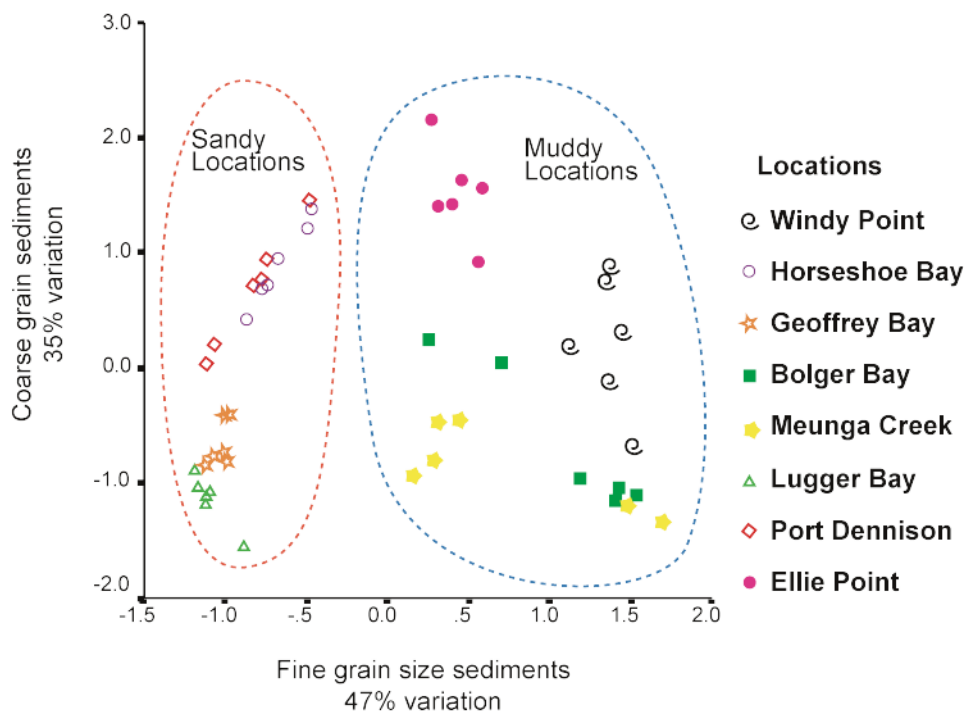 3.0
2.0
1.0
0.0
-1.0
-2.0
Coarse grain sediments
35% variation
Sandy
Locations
Muddy
Locations
-1.5
-1.0
0.0
.5
1.0
1.5
2.0
Fine grain size sediments
47% variation
Locations
Windy Point
Horseshoe Bay
Geoffrey Bay
Bolger Bay
Meunga Creek
Lugger Bay
Port Dennison
Ellie Point